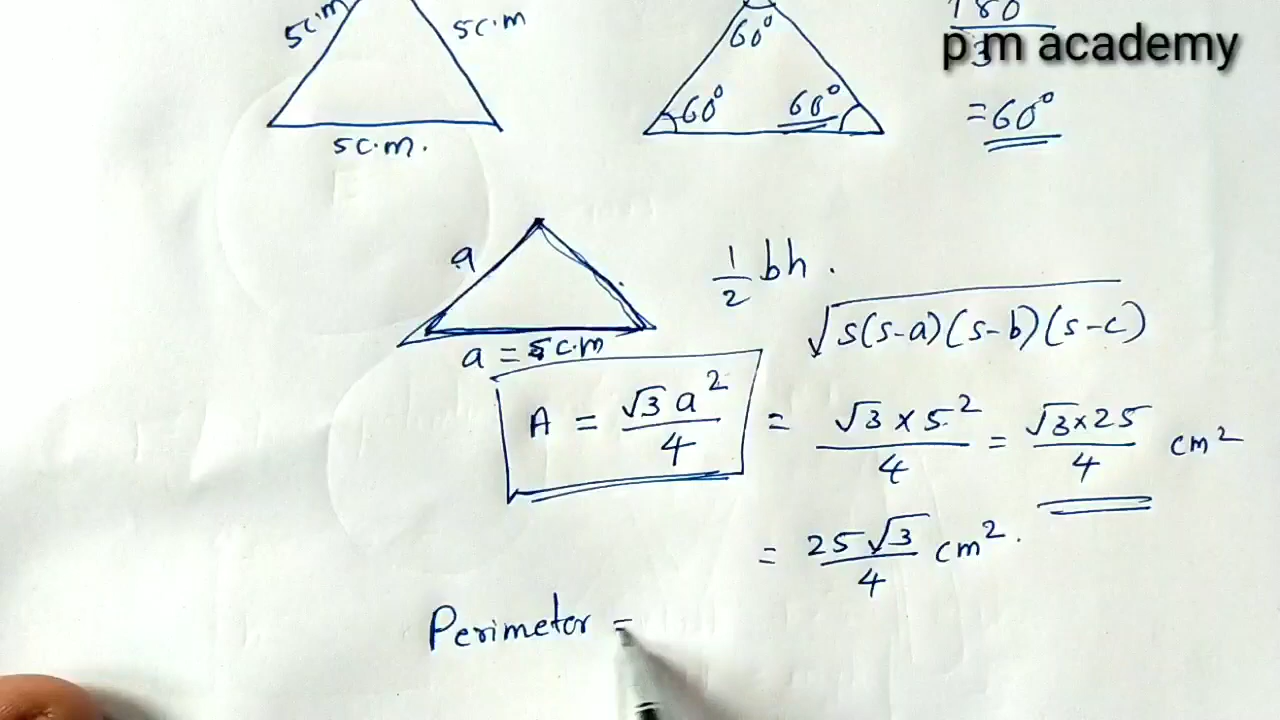 5c.m 5c.m 60° 180
p m academy
3
60° 60° =60°
5c.m.
a 1/2 bh.
√s(s-a)(s-b)(s-c)
a = 5c.m
A = √3 a²/4 = √3 × 5²/4 = √3×25/4 cm²
= 25√3/4 cm².
Perimetor =